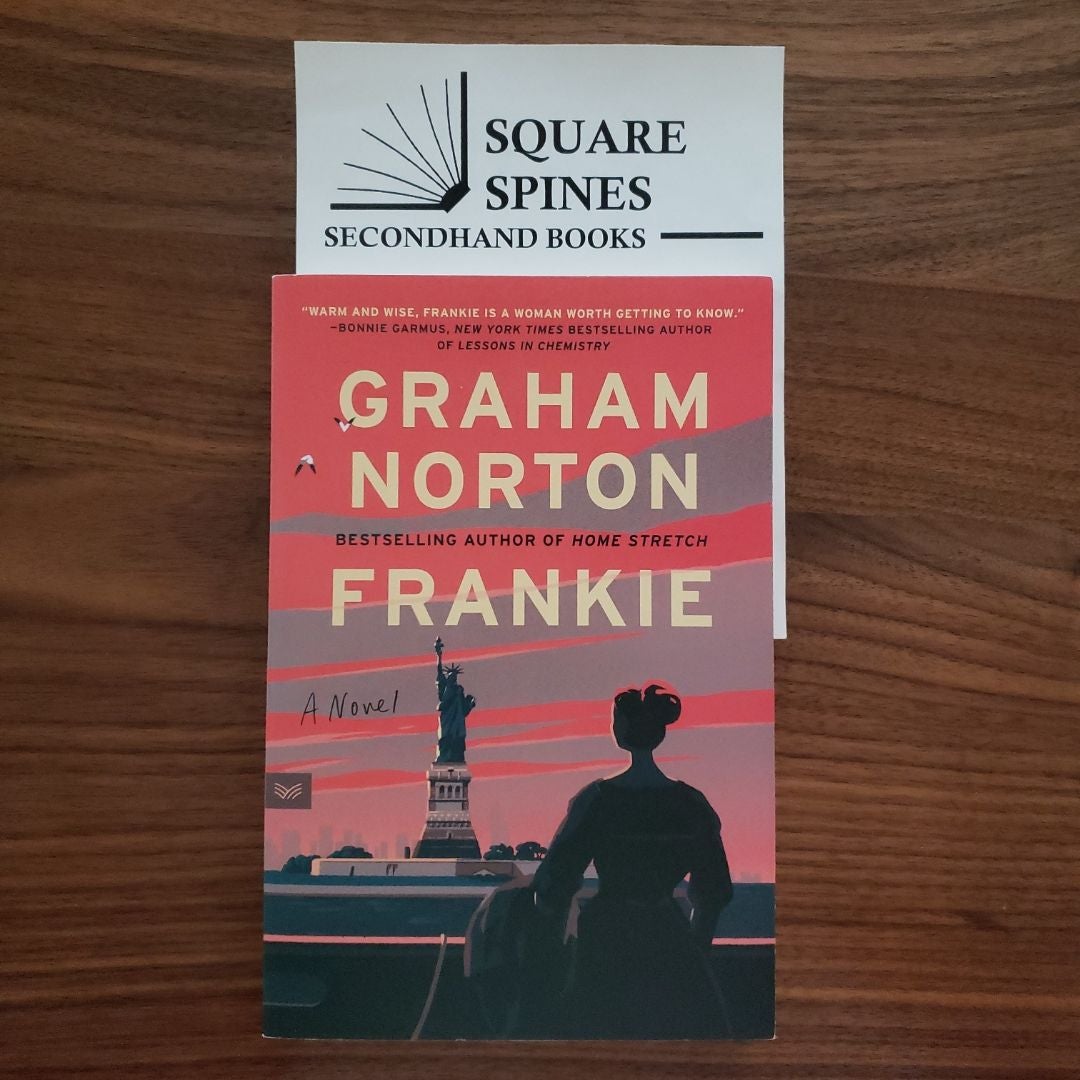 SQUARE
SPINES
SECONDHAND BOOKS
“WARM AND WISE, FRANKIE IS A WOMAN WORTH GETTING TO KNOW.”
–BONNIE GARMUS, NEW YORK TIMES BESTSELLING AUTHOR
OF LESSONS IN CHEMISTRY
GRAHAM
NORTON
BESTSELLING AUTHOR OF HOME STRETCH
FRANKIE
A Novel